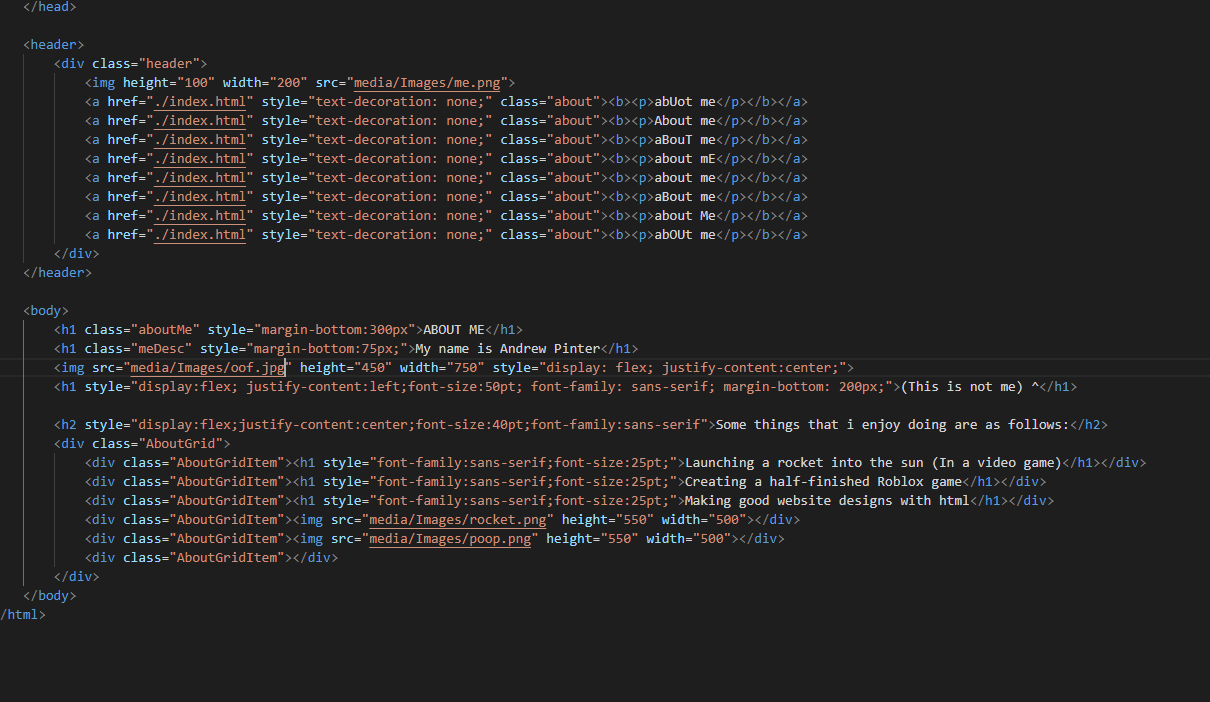 </head>
<header>
<div class="header">
<img height="100" width="200" src="media/Images/me.png">
<a href="./index.html" style="text-decoration: none;" class="about"><b><p>abUot me</p></b></a>
<a href="./index.html" style="text-decoration: none;" class="about"><b><p>About me</p></b></a>
<a href="./index.html" style="text-decoration: none;" class="about"><b><p>aBouT me</p></b></a>
<a href="./index.html" style="text-decoration: none;" class="about"><b><p>about mE</p></b></a>
<a href="./index.html" style="text-decoration: none;" class="about"><b><p>about me</p></b></a>
<a href="./index.html" style="text-decoration: none;" class="about"><b><p>aBout me</p></b></a>
<a href="./index.html" style="text-decoration: none;" class="about"><b><p>about Me</p></b></a>
<a href="./index.html" style="text-decoration: none;" class="about"><b><p>abOUt me</p></b></a>
</div>
</header>
<body>
<h1 class="aboutMe" style="margin-bottom:300px">ABOUT ME</h1>
<h1 class="meDesc" style="margin-bottom:75px;">My name is Andrew Pinter</h1>
<img src="media/Images/oof.jpg" height="450" width="750" style="display: flex; justify-content:center;">
<h1 style="display:flex; justify-content:left;font-size:50pt; font-family: sans-serif; margin-bottom: 200px;">(This is not me) ^</h1>
<h2 style="display:flex;justify-content:center;font-size:40pt;font-family:sans-serif">Some things that i enjoy doing are as follows:</h2>
<div class="AboutGrid">
<div class="AboutGridItem"><h1 style="font-family:sans-serif;font-size:25pt;">Launching a rocket into the sun (In a video game)</h1></div>
<div class="AboutGridItem"><h1 style="font-family:sans-serif;font-size:25pt;">Creating a half-finished Roblox game</h1></div>
<div class="AboutGridItem"><h1 style="font-family:sans-serif;font-size:25pt;">Making good website designs with html</h1></div>
<div class="AboutGridItem"><img src="media/Images/rocket.png" height="550" width="500"></div>
<div class="AboutGridItem"><img src="media/Images/poop.png" height="550" width="500"></div>
<div class="AboutGridItem"></div>
</div>
</body>
/html>